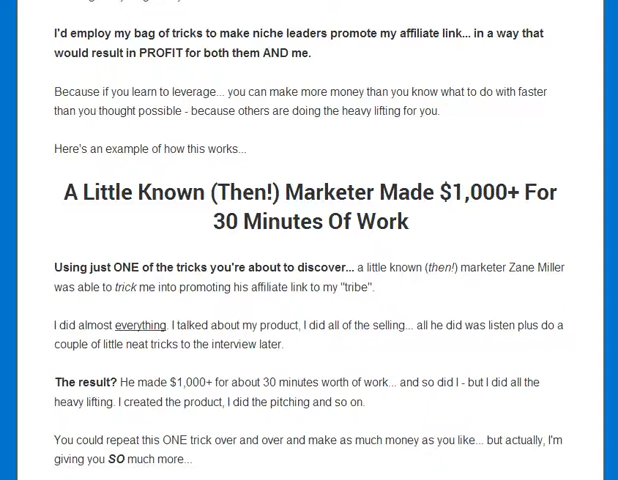 I'd employ my bag of tricks to make niche leaders promote my affiliate link... in a way that
would result in PROFIT for both them AND me.
Because if you learn to leverage... you can make more money than you know what to do with faster
than you thought possible - because others are doing the heavy lifting for you.
Here's an example of how this works...
A Little Known (Then!) Marketer Made $1,000+ For
30 Minutes Of Work
Using just ONE of the tricks you're about to discover... a little known (then!) marketer Zane Miller
was able to trick me into promoting his affiliate link to my "tribe".
I did almost everything. I talked about my product, I did all of the selling... all he did was listen plus do a
couple of little neat tricks to the interview later.
The result? He made $1,000+ for about 30 minutes worth of work... and so did I - but I did all the
heavy lifting. I created the product, I did the pitching and so on.
You could repeat this ONE trick over and over and make as much money as you like... but actually, I'm
giving you SO much more...